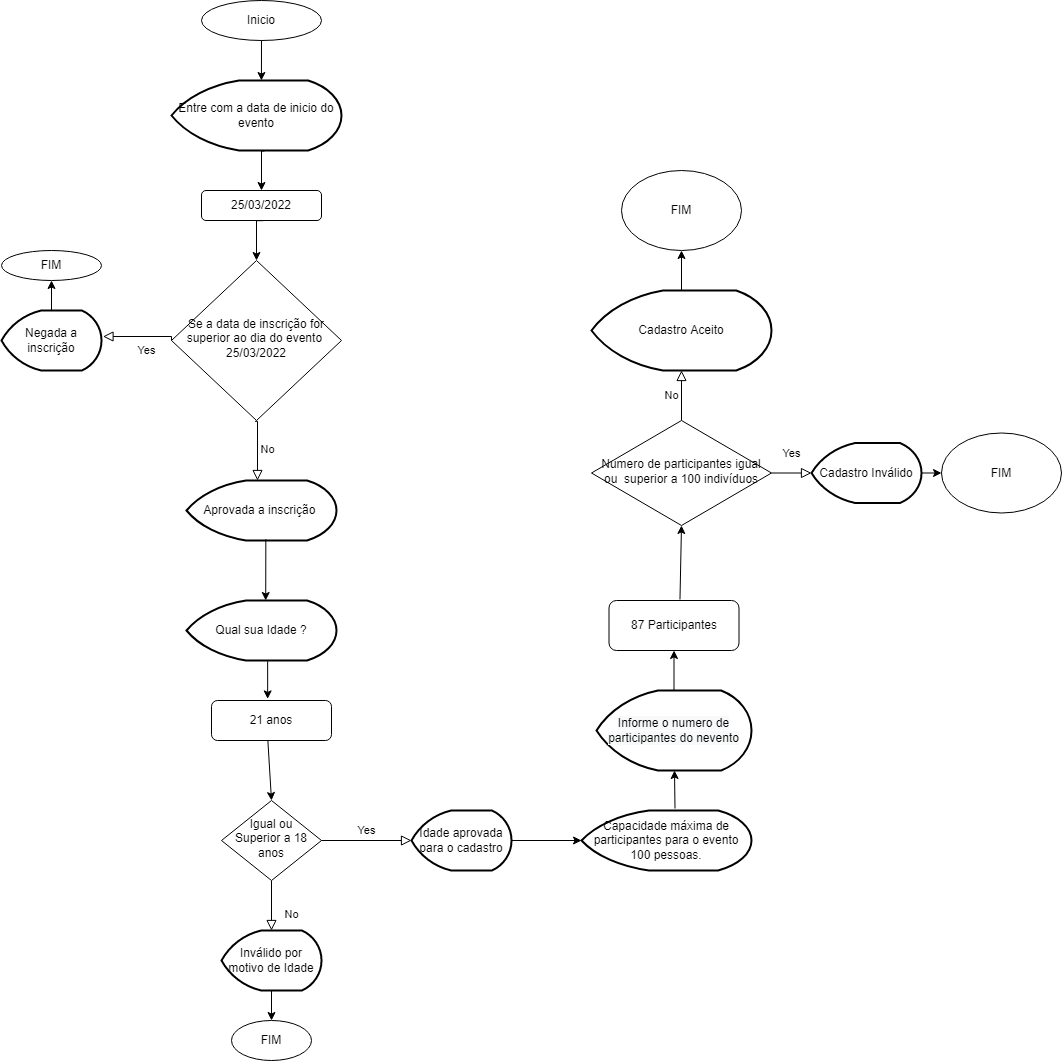 Inicio
Entre com a data de inicio do
evento
25/03/2022
Se a data de inscrição for
superior ao dia do evento
25/03/2022
Yes
Negada a
inscrição
FIM
No
Aprovada a inscrição
Qual sua Idade ?
21 anos
Igual ou
Superior a 18
anos
No
Inválido por
motivo de Idade
FIM
Yes
Idade aprovada
para o cadastro
Capacidade máxima de
participantes para o evento
100 pessoas.
Informe o numero de
participantes do nevento
87 Participantes
Número de participantes igual
ou superior a 100 indivíduos
No
Cadastro Aceito
FIM
Yes
Cadastro Inválido
FIM